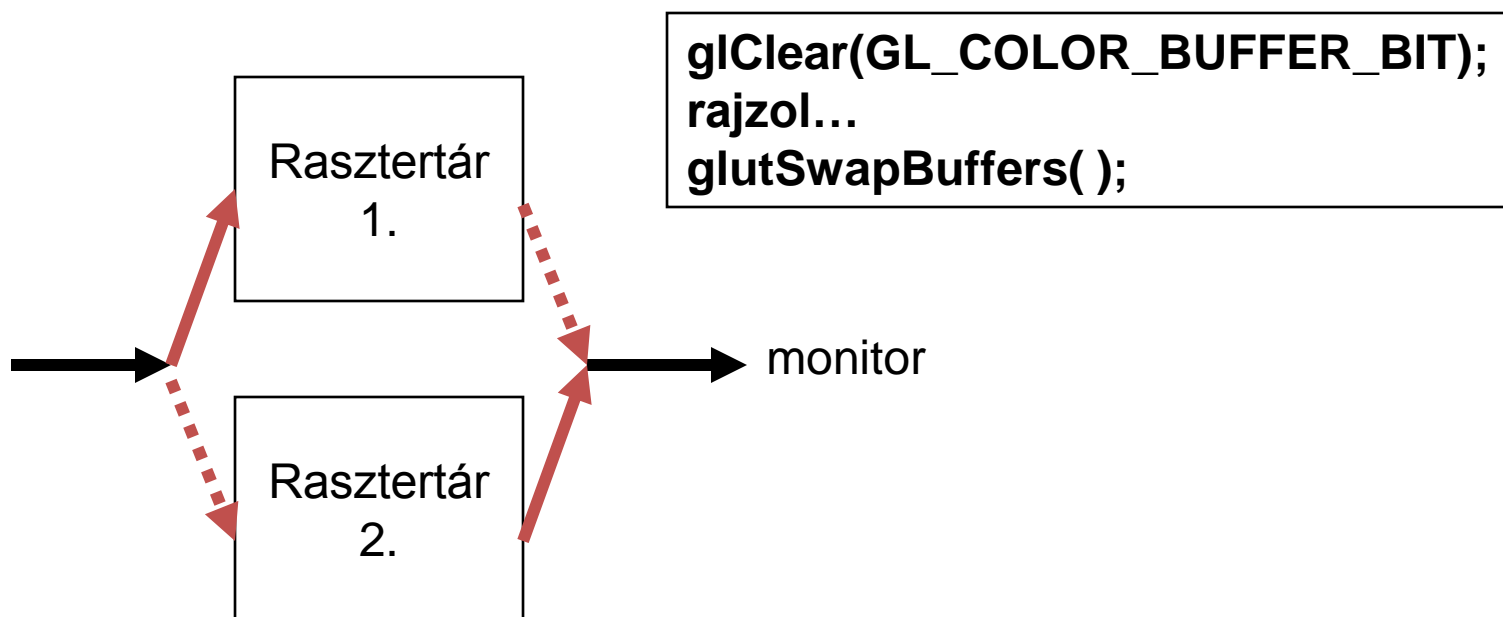 glClear(GL_COLOR_BUFFER_BIT);
rajzol…
glutSwapBuffers( );
Rasztertár
1.
monitor
Rasztertár
2.